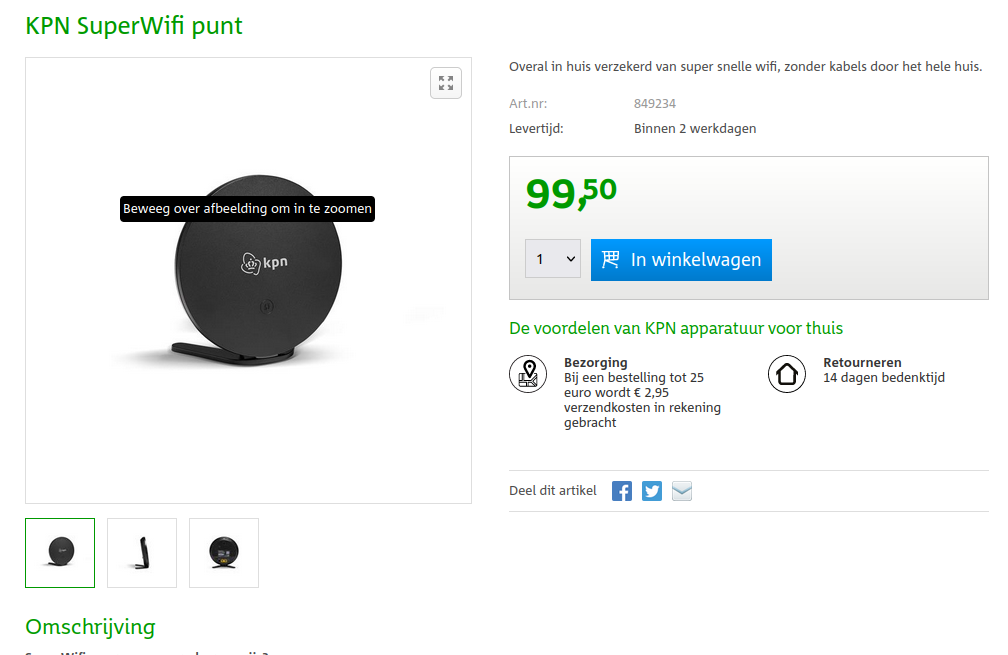 KPN SuperWifi punt
Beweeg over afbeelding om in te zoomen
kpn
Overal in huis verzekerd van super snelle wifi, zonder kabels door het hele huis.
Art.nr: 849234
Levertijd: Binnen 2 werkdagen
99,50
1 In winkelwagen
De voordelen van KPN apparatuur voor thuis
Bezorging
Bij een bestelling tot 25
euro wordt € 2,95
verzendkosten in rekening
gebracht
Retourneren
14 dagen bedenktijd
Deel dit artikel
Omschrijving